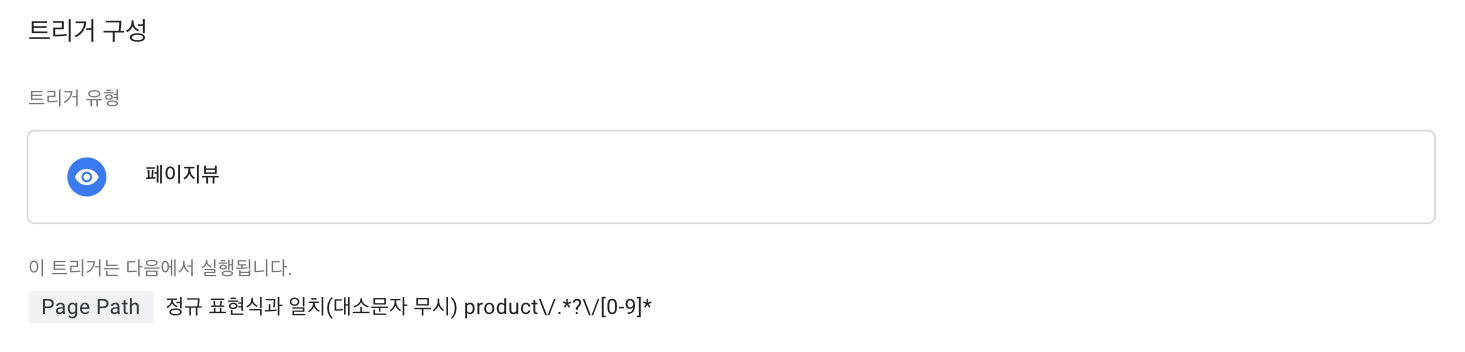 트리거 구성
트리거 유형
페이지뷰
이 트리거는 다음에서 실행됩니다.
Page Path 정규 표현식과 일치(대소문자 무시) product\/.*?\/[0-9]*